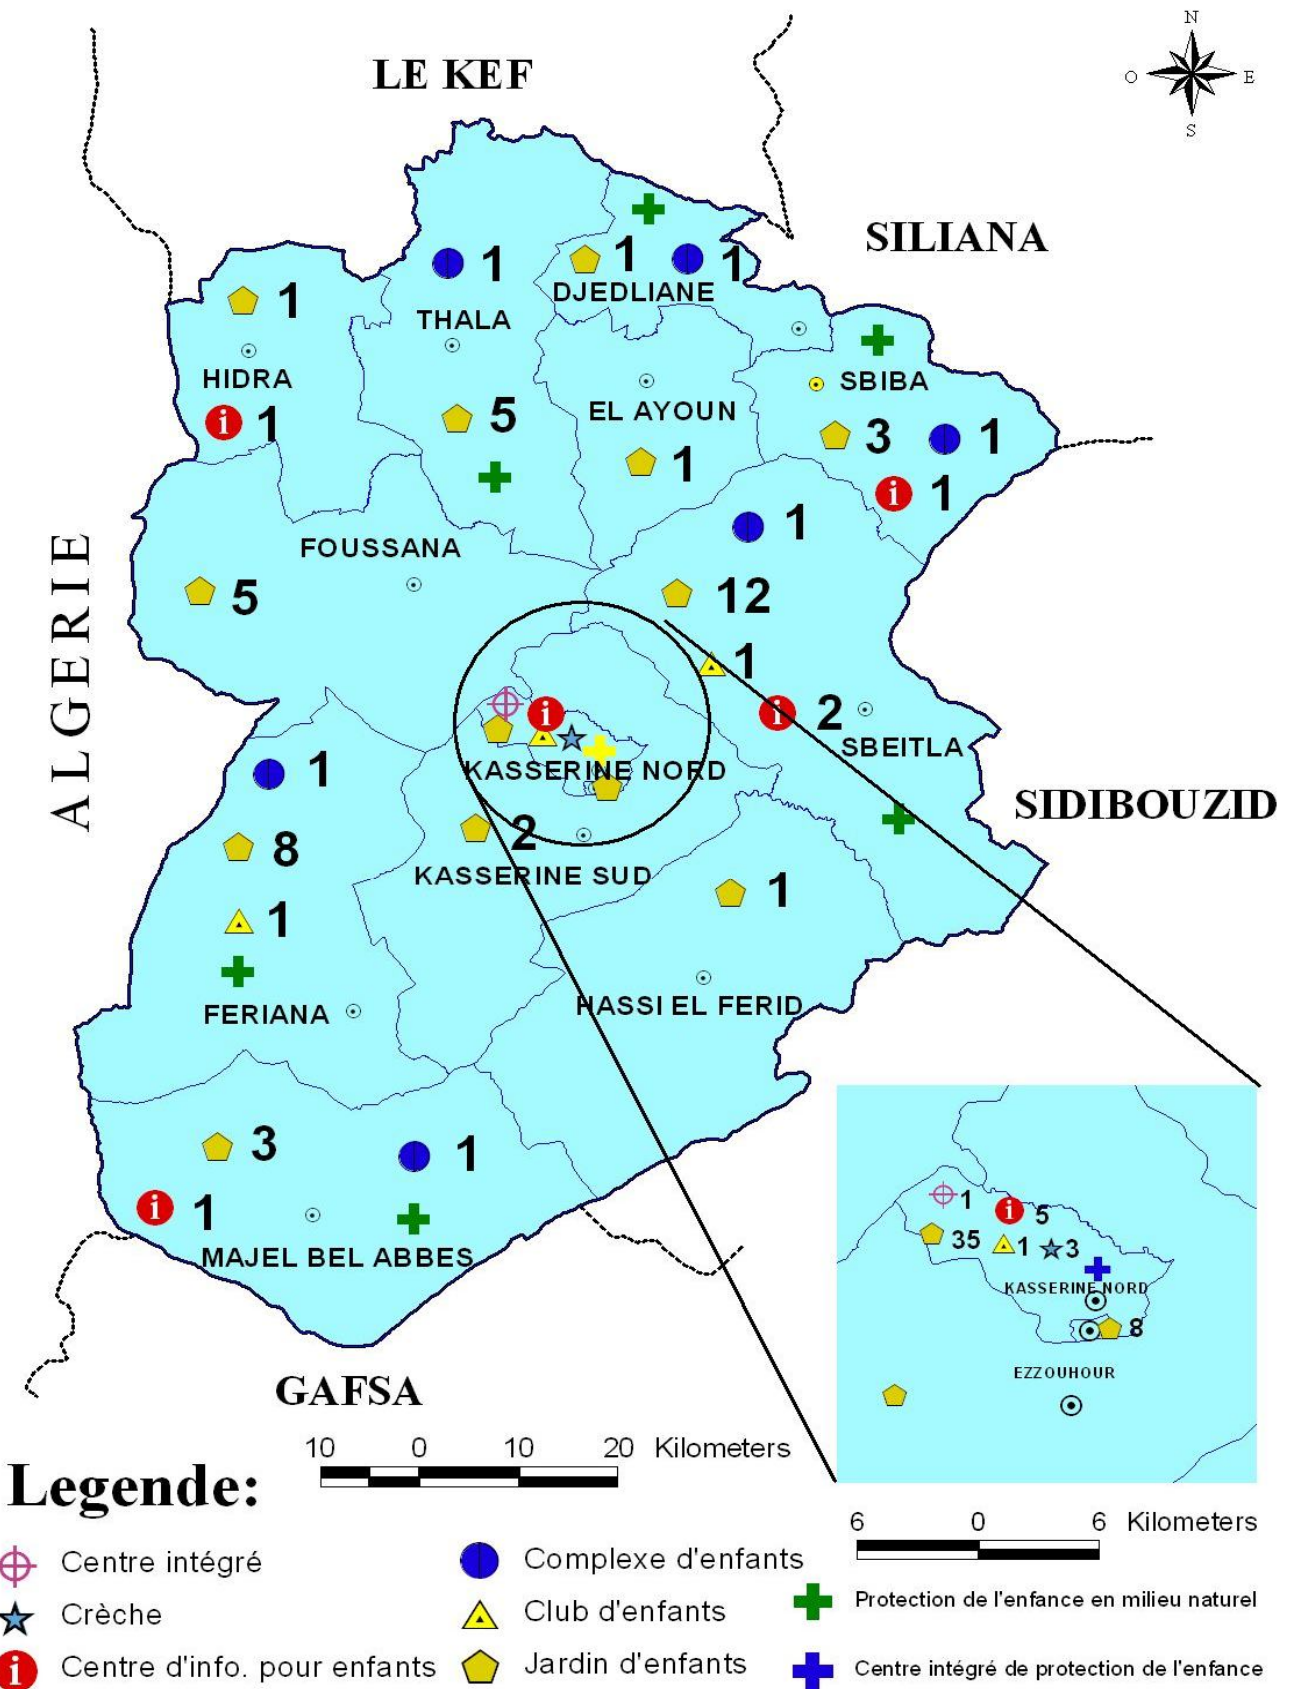 N
LE KEF
O E
S
SILIANA
1
1 1
1 DJEDLIANE
THALA
1
HIDRA
SBIBA
1
5
EL AYOUN
3 1
1
1
1
FOUSSANA
5
12
ALGERIE
1
i 2
SBEITLA
KASSERINE NORD
1
SIDIBOUZID
8
2
KASSERINE SUD
1
1
FERIANA
HASSI EL FERID
3 1
i 1
MAJEL BEL ABBES
1
i 5
35 1 3
KASSERINE NORD
8
EZZOUHOUR
GAFSA
10 0 10 20 Kilometers
Legende:
6 0 6 Kilometers
Centre intégré
Complexe d'enfants
Protection de l'enfance en milieu naturel
Crèche
Club d'enfants
i Centre d'info. pour enfants
Jardin d'enfants
Centre intégré de protection de l'enfance